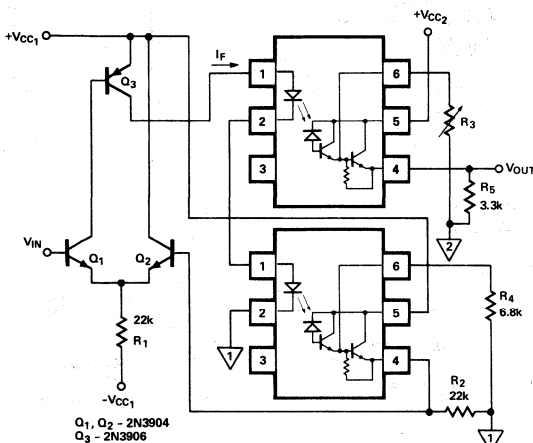 +VCC1
+VCC2
IF
Q3
1
2
3
6
5
4
R3
VOUT
R5
3.3k
2
VIN
Q1
Q2
22k
R1
-VCC1
1
2
3
6
5
4
R4
6.8k
R2
22k
1
1
Q1, Q2 – 2N3904
Q3 – 2N3906